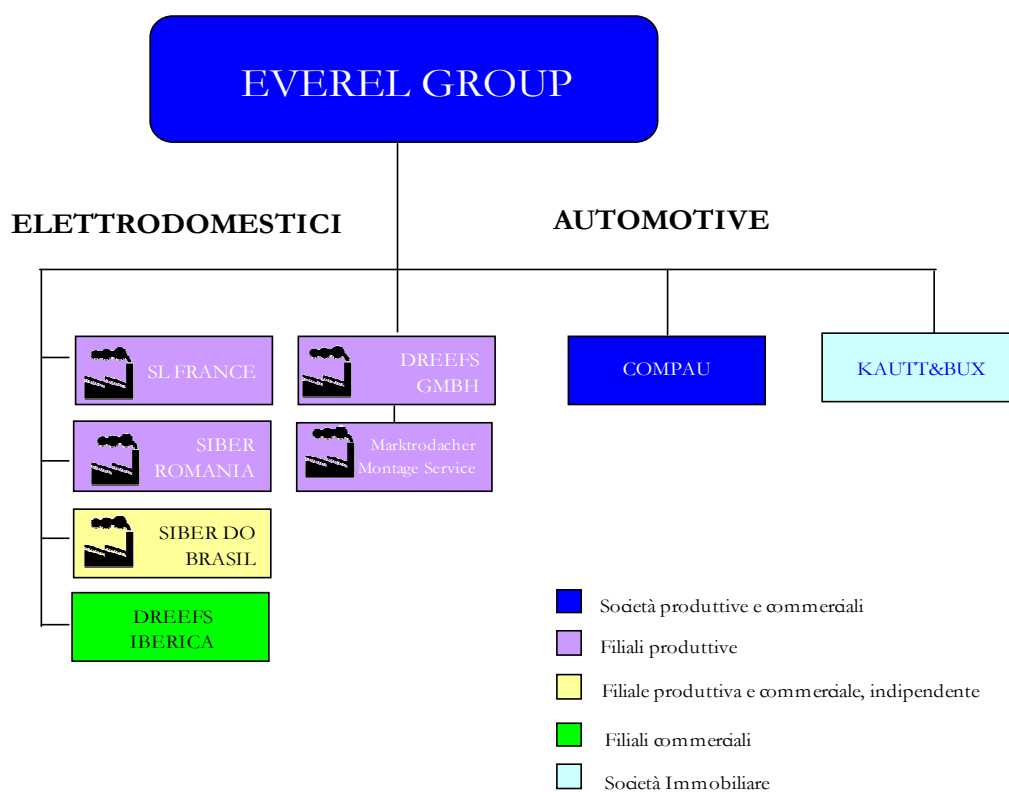 EVEREL GROUP
ELETTRODOMESTICI
AUTOMOTIVE
SL FRANCE
DREEFS
GMBH
COMPAU
KAUTT&BUX
SIBER
ROMANIA
Marktrodacher
Montage Service
SIBER DO
BRASIL
DREEFS
IBERICA
Società produttive e commerciali
Filiali produttive
Filiale produttiva e commerciale, indipendente
Filiali commerciali
Società Immobiliare